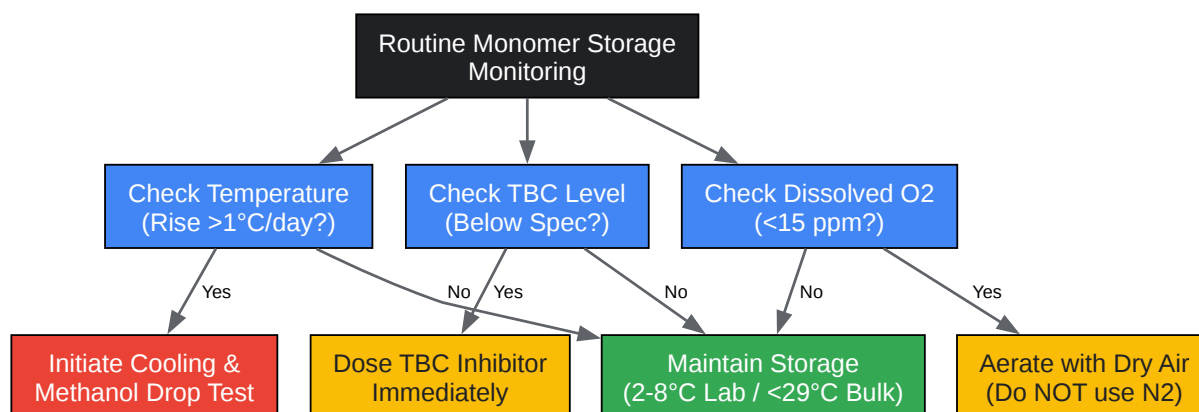 Routine Monomer Storage
Monitoring
Check Temperature
(Rise >1°C/day?)
Check TBC Level
(Below Spec?)
Check Dissolved O2
(<15 ppm?)
Yes
No
Yes
No
No
Yes
Initiate Cooling &
Methanol Drop Test
Dose TBC Inhibitor
Immediately
Maintain Storage
(2-8°C Lab / <29°C Bulk)
Aerate with Dry Air
(Do NOT use N2)